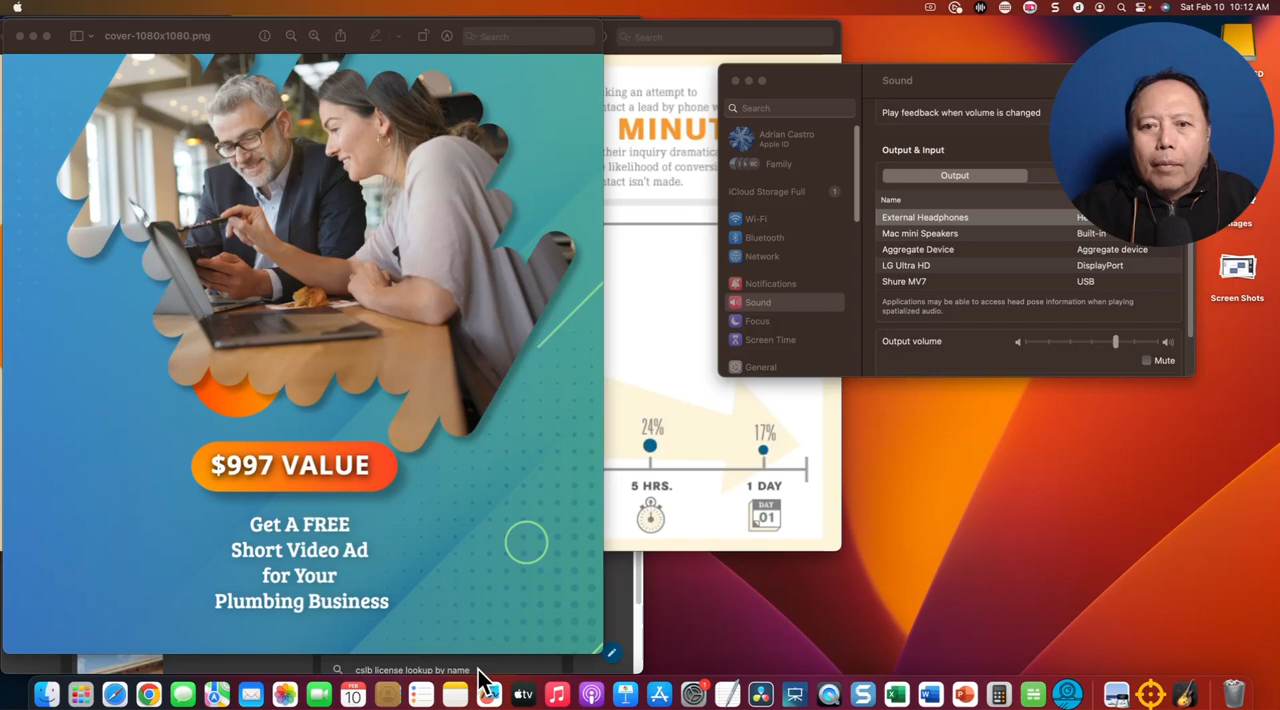 Sat Feb 10 10:12 AM
cover-1080x1080.png
Search
Search
$997 VALUE
Get A FREE
Short Video Ad
for Your
Plumbing Business
king an attempt to
ntact a lead by phone w
MINUT
their inquiry dramatica
likelihood of convers
ntact isn't made.
24%
17%
5 HRS.
1 DAY
DAY
01
cslb license lookup by name
Search
Adrian Castro
Apple ID
Family
iCloud Storage Full 1
Wi-Fi
Bluetooth
Network
Notifications
Sound
Focus
Screen Time
General
Sound
Play feedback when volume is changed
Output & Input
Output
Name
External Headphones
Mac mini Speakers Built-in
Aggregate Device Aggregate device
LG Ultra HD DisplayPort
Shure MV7 USB
Applications may be able to access head pose information when playing
spatialized audio.
Output volume
Mute
Screen Shots
FEB
10
tv